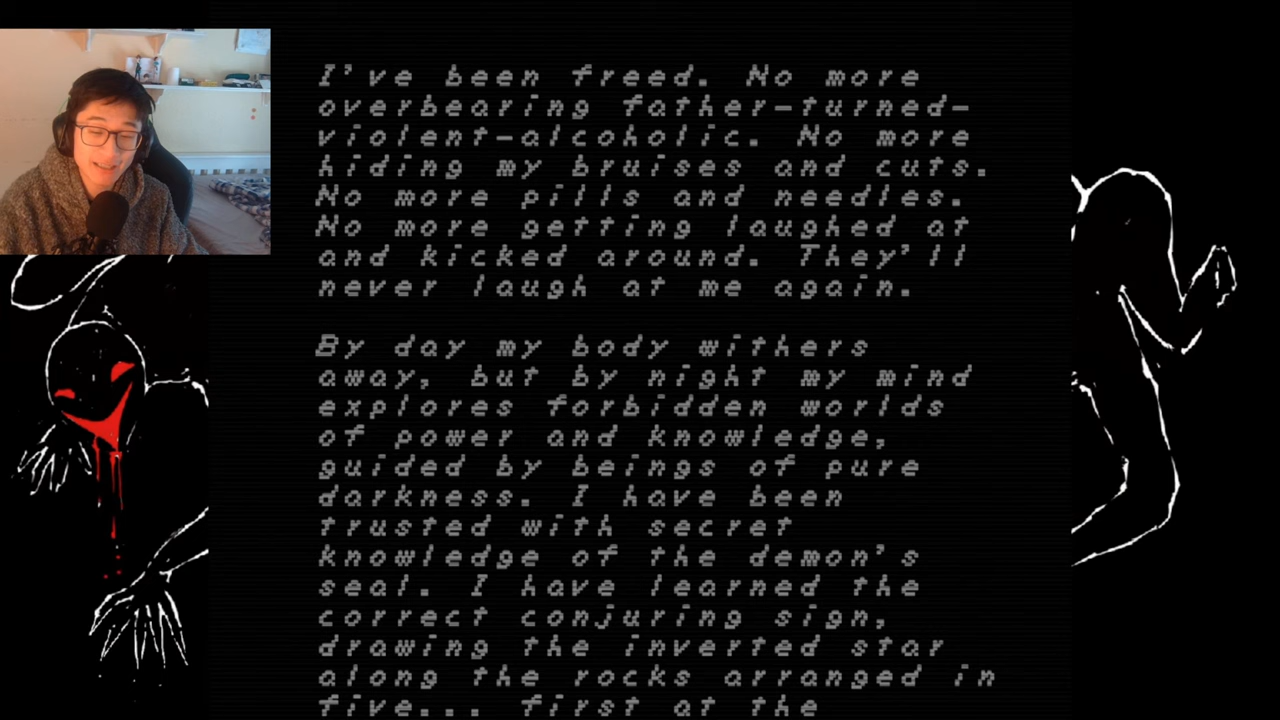 I've been freed. No more
overbearing father-turned-
violent-alcoholic. No more
hiding my bruises and cuts.
No more pills and needles.
No more getting laughed at
and kicked around. They'll
never laugh at me again.
By day my body withers
away, but by night my mind
explores forbidden worlds
of power and knowledge,
guided by beings of pure
darkness. I have been
trusted with secret
knowledge of the demon's
seal. I have learned the
correct conjuring sign,
drawing the inverted star
along the rocks arranged in
five... first at the